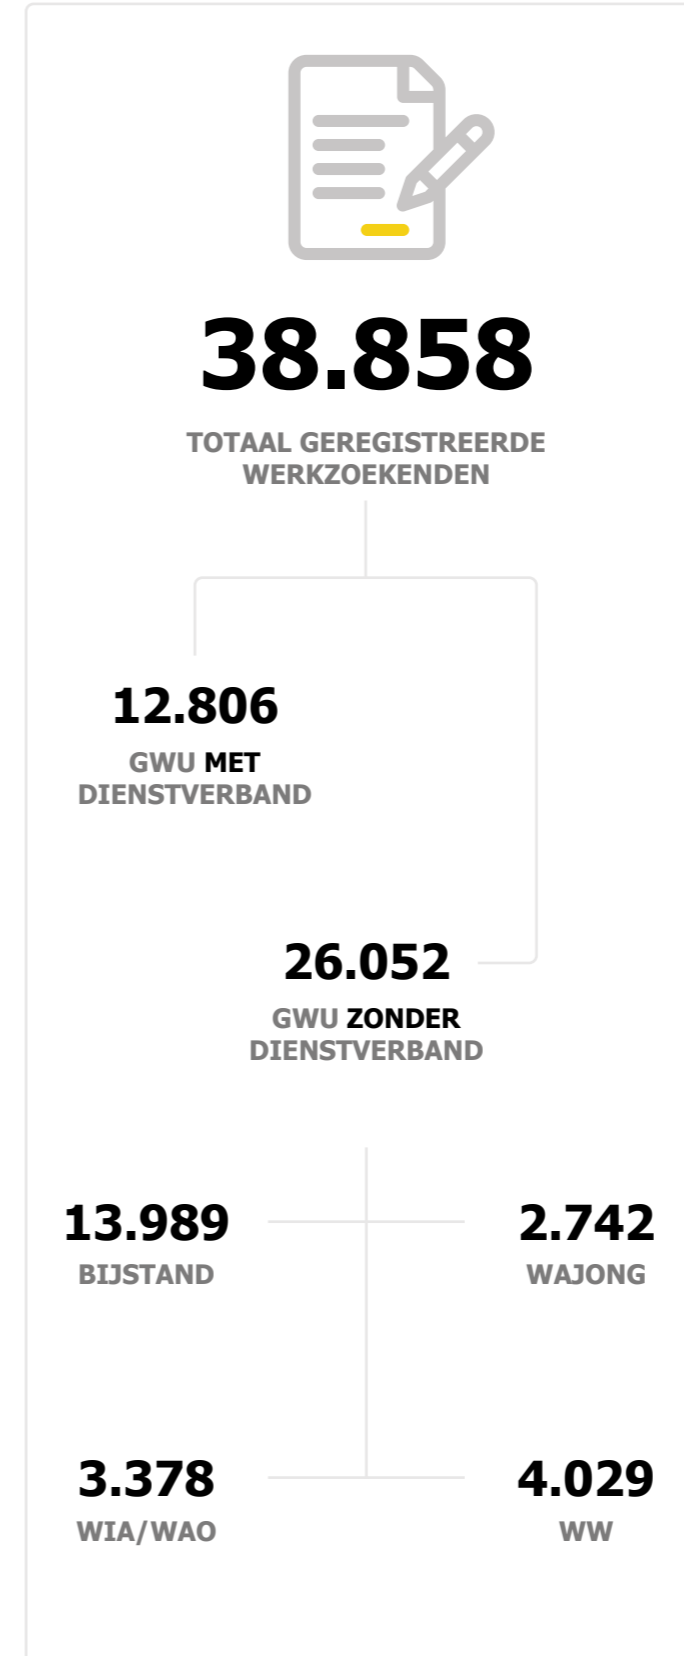 38.858
TOTAAL GEREGISTREERDE
WERKZOEKENDEN
12.806
GWU MET
DIENSTVERBAND
26.052
GWU ZONDER
DIENSTVERBAND
13.989
BIJSTAND
2.742
WAJONG
3.378
WIA/WAO
4.029
WW